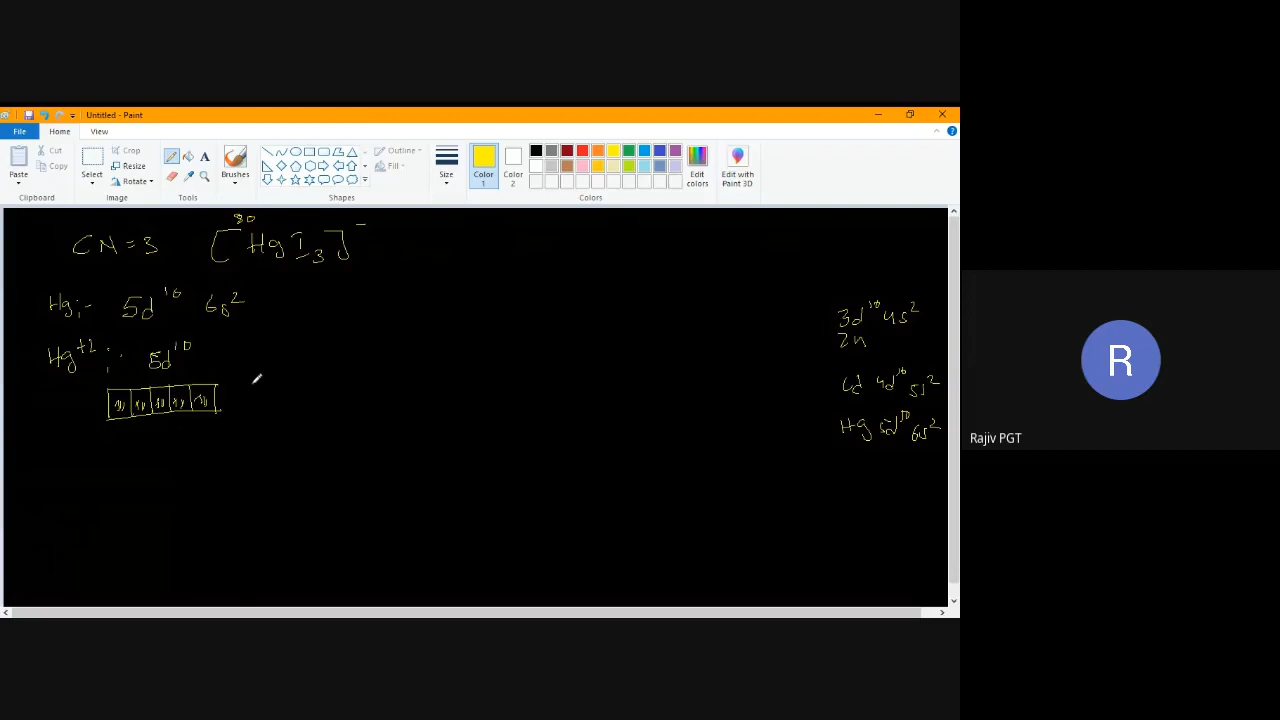 Untitled - Paint
File Home View
Cut
Copy
Paste
Crop
Resize
Rotate
Select
Brushes
Outline
Fill
Size
Color 1
Color 2
Edit colors
Edit with Paint 3D
Clipboard Image Tools Shapes Colors
80
CN = 3 [HgI₃]⁻
Hg :- 5d¹⁰ 6s²
Hg⁺² :- 5d¹⁰
3d¹⁰ 4s²
Zn
Cd 4d¹⁰ 5s²
Hg 5d¹⁰ 6s²
R
Rajiv PGT